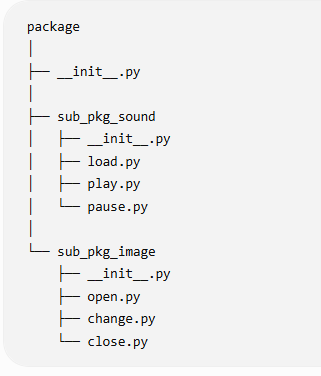 package
│
├── __init__.py
│
├── sub_pkg_sound
│   ├── __init__.py
│   ├── load.py
│   ├── play.py
│   └── pause.py
│
└── sub_pkg_image
    ├── __init__.py
    ├── open.py
    ├── change.py
    └── close.py